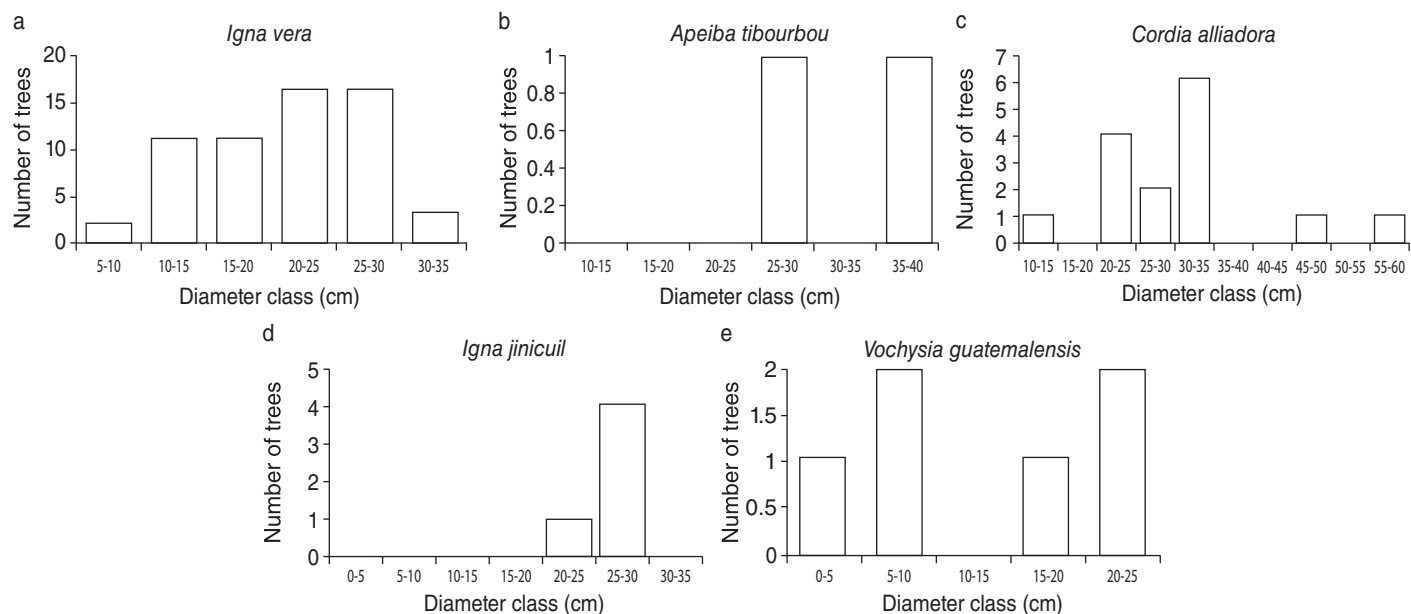 a
Igna vera
Number of trees
20
15
10
5
0
5-10 10-15 15-20 20-25 25-30 30-35
Diameter class (cm)
b
Apeiba tibourbou
Number of trees
1
0.8
0.6
0.4
0.2
0
10-15 15-20 20-25 25-30 30-35 35-40
Diameter class (cm)
c
Cordia alliadora
Number of trees
7
6
5
4
3
2
1
0
10-15 15-20 20-25 25-30 30-35 35-40 40-45 45-50 50-55 55-60
Diameter class (cm)
d
Igna jinicuil
Number of trees
5
4
3
2
1
0
0-5 5-10 10-15 15-20 20-25 25-30 30-35
Diameter class (cm)
e
Vochysia guatemalensis
Number of trees
2
1.5
1
0.5
0
0-5 5-10 10-15 15-20 20-25
Diameter class (cm)